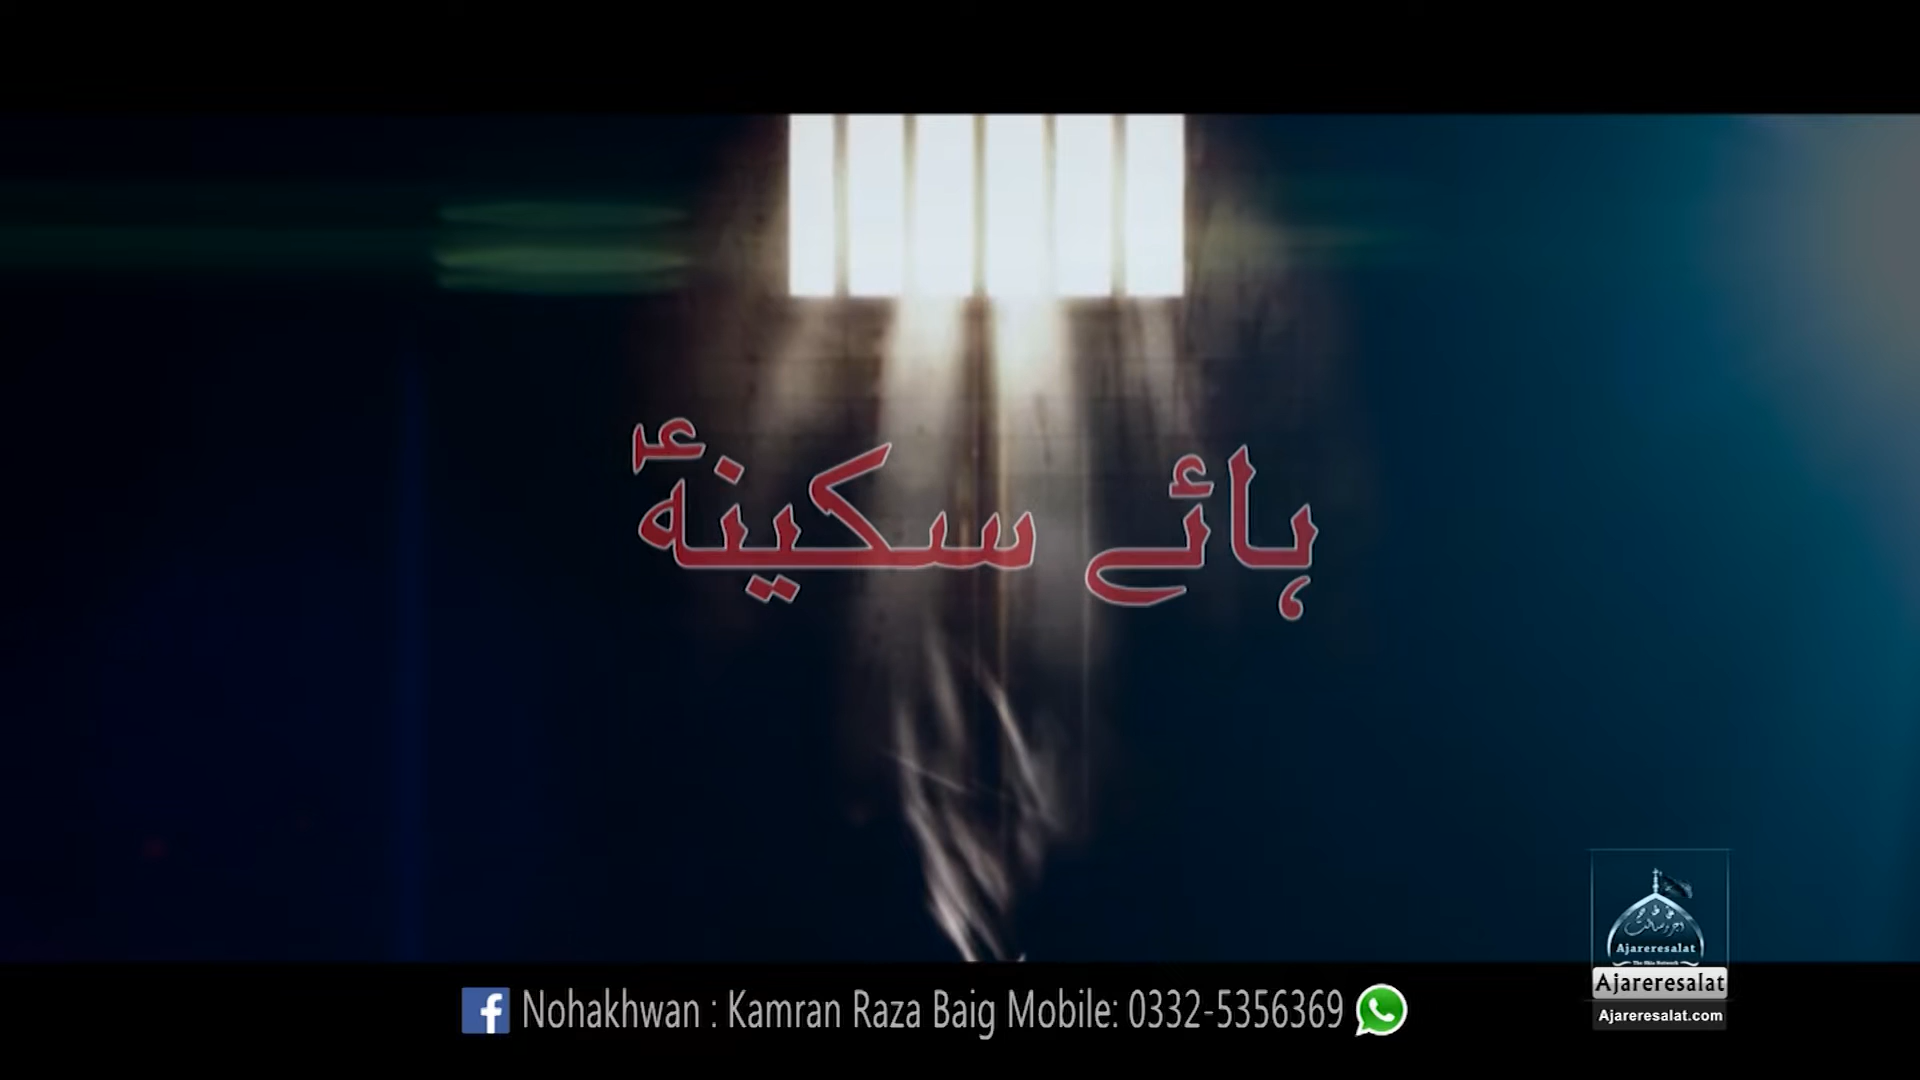 ہائے سکینہؑ
Nohakhwan : Kamran Raza Baig Mobile: 0332-5356369
Ajareresalat
Ajareresalat
Ajareresalat.com